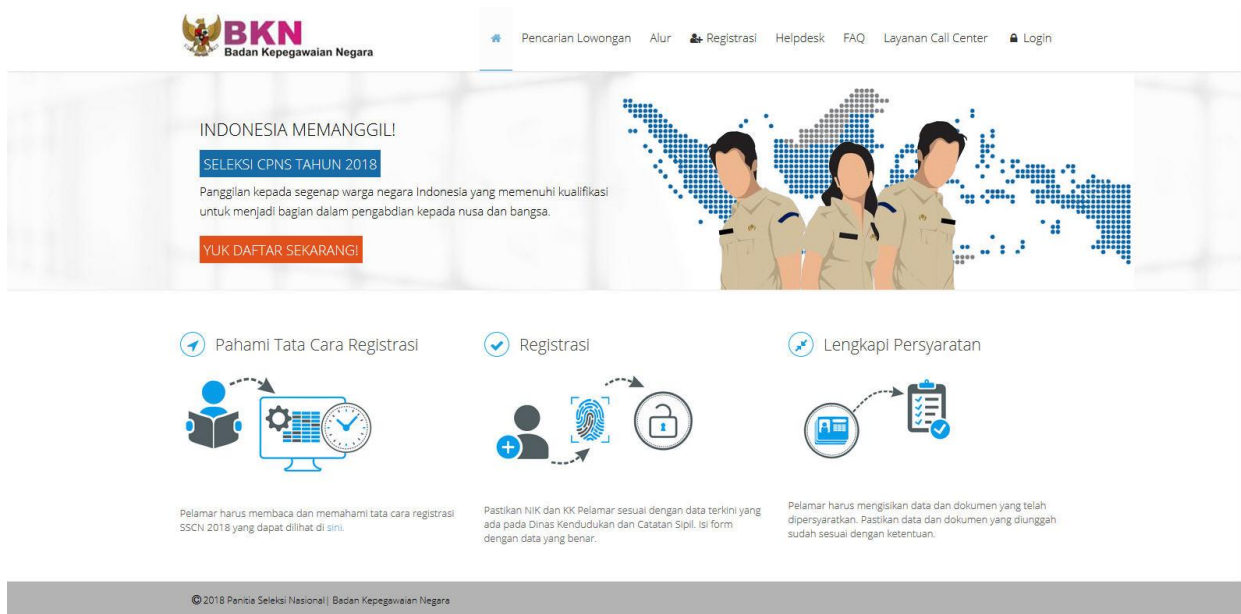 BKN
Badan Kepegawaian Negara
Pencarian Lowongan Alur Registrasi Helpdesk FAQ Layanan Call Center Login
INDONESIA MEMANGGIL!
SELEKSI CPNS TAHUN 2018
Panggilan kepada segenap warga negara Indonesia yang memenuhi kualifikasi
untuk menjadi bagian dalam pengabdian kepada nusa dan bangsa.
YUK DAFTAR SEKARANG!
Pahami Tata Cara Registrasi
Pelamar harus membaca dan memahami tata cara registrasi
SSCN 2018 yang dapat dilihat di sini.
Registrasi
Pastikan NIK dan KK Pelamar sesuai dengan data terkini yang
ada pada Dinas Kendudukan dan Catatan Sipil. Isi form
dengan data yang benar.
Lengkapi Persyaratan
Pelamar harus mengisikan data dan dokumen yang telah
dipersyaratkan. Pastikan data dan dokumen yang diunggah
sudah sesuai dengan ketentuan.
© 2018 Panitia Seleksi Nasional| Badan Kepegawaian Negara